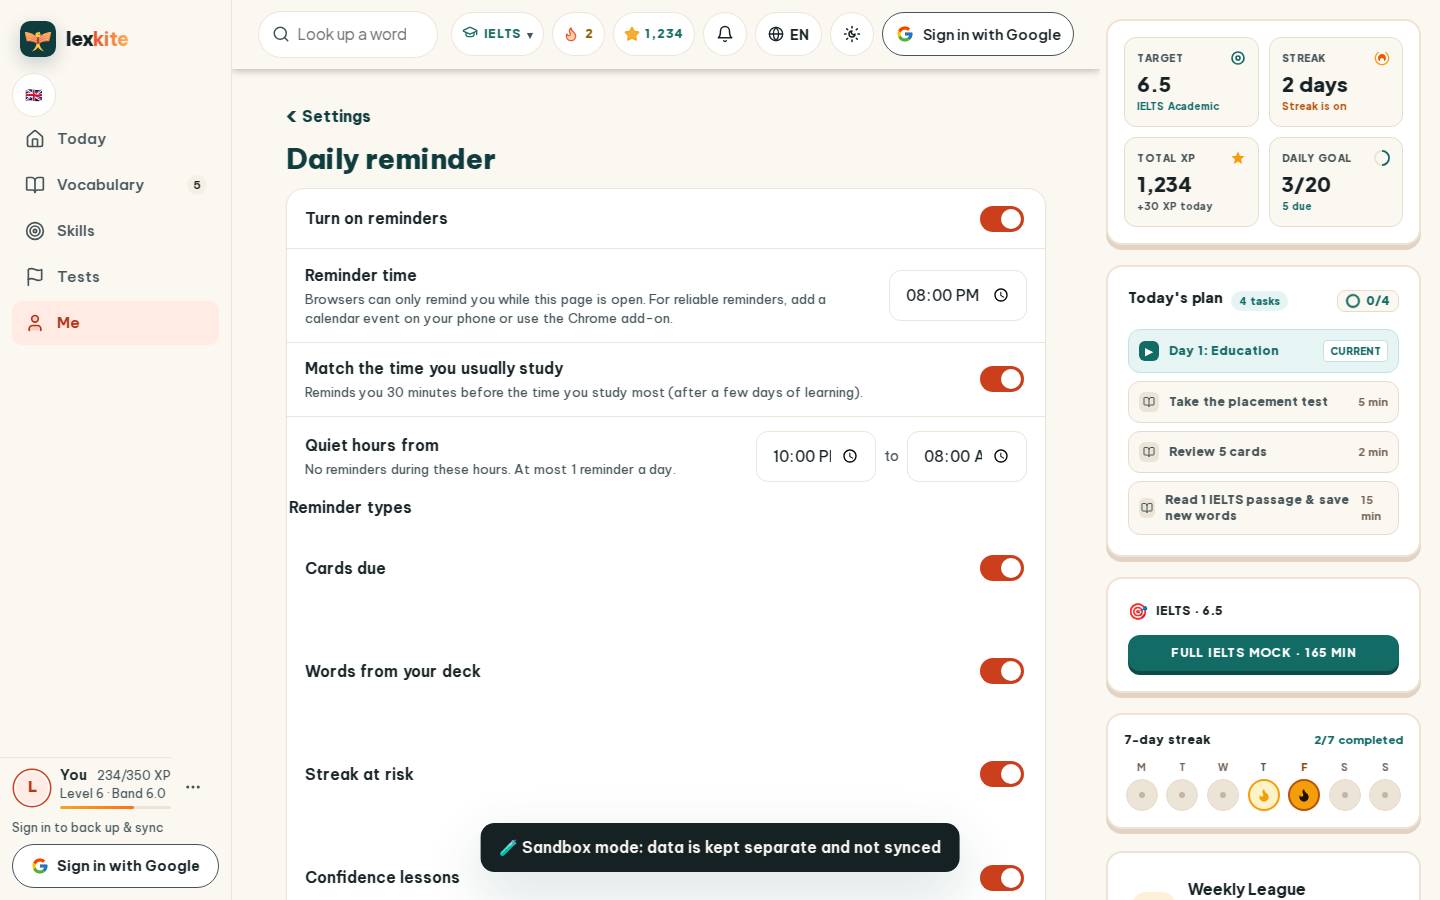 lexkite
Today
Vocabulary 5
Skills
Tests
Me
You 234/350 XP
Level 6 · Band 6.0
Sign in to back up & sync
Sign in with Google
Look up a word
IELTS ▾
2
1,234
EN
Sign in with Google
Settings
Daily reminder
Turn on reminders
Reminder time
Browsers can only remind you while this page is open. For reliable reminders, add a
calendar event on your phone or use the Chrome add-on.
08:00 PM
Match the time you usually study
Reminds you 30 minutes before the time you study most (after a few days of learning).
Quiet hours from
No reminders during these hours. At most 1 reminder a day.
10:00 to 08:00
Reminder types
Cards due
Words from your deck
Streak at risk
Confidence lessons
🧪 Sandbox mode: data is kept separate and not synced
TARGET
6.5
IELTS Academic
STREAK
2 days
Streak is on
TOTAL XP
1,234
+30 XP today
DAILY GOAL
3/20
5 due
Today's plan 4 tasks 0/4
Day 1: Education CURRENT
Take the placement test 5 min
Review 5 cards 2 min
Read 1 IELTS passage & save
new words
15
min
IELTS · 6.5
FULL IELTS MOCK · 165 MIN
7-day streak 2/7 completed
M T W T F S S
Weekly League
L